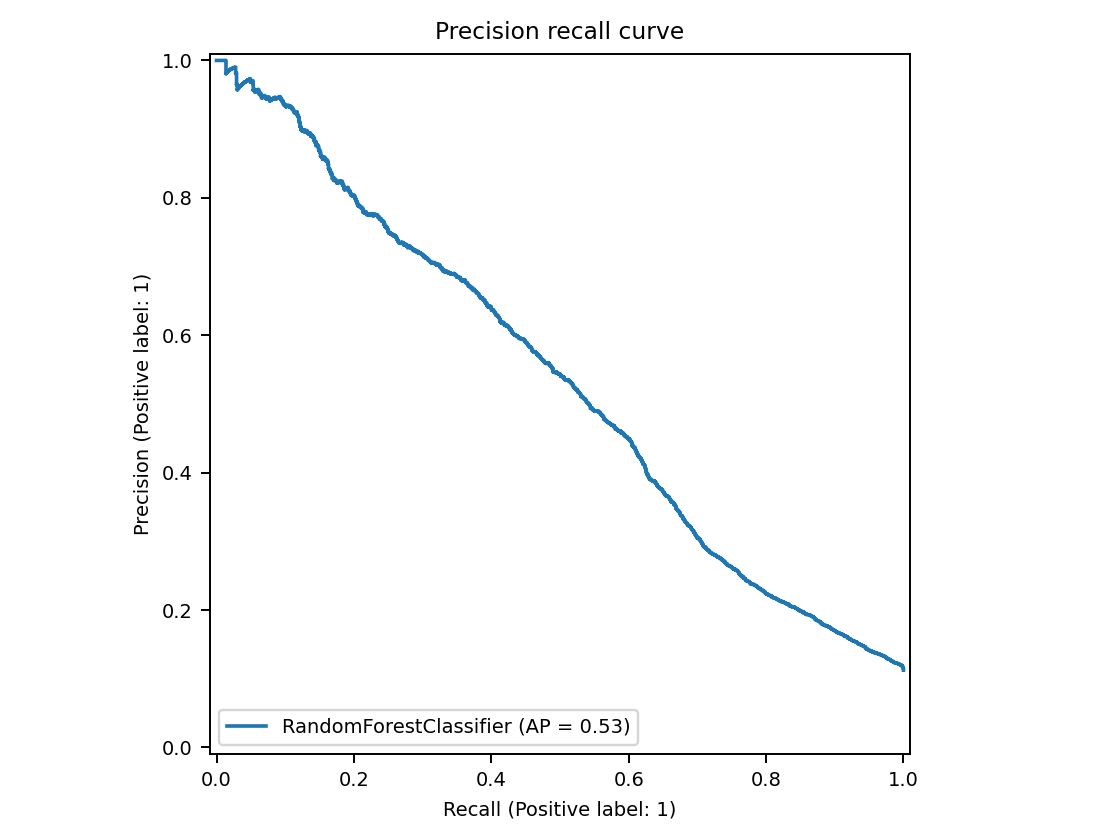 Precision recall curve
1.0
0.8
0.6
0.4
0.2
0.0
Precision (Positive label: 1)
RandomForestClassifier (AP = 0.53)
0.0 0.2 0.4 0.6 0.8 1.0
Recall (Positive label: 1)